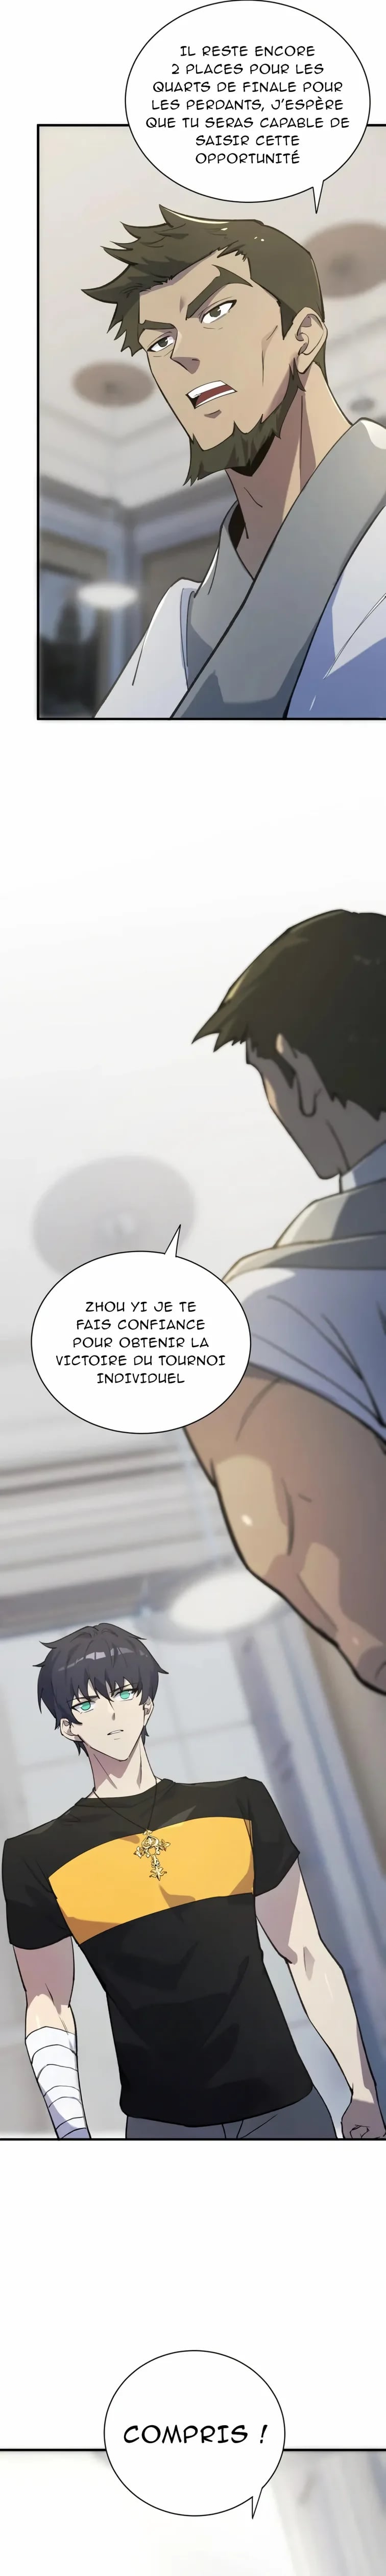 IL RESTE ENCORE
2 PLACES POUR LES
QUARTS DE FINALE POUR
LES PERDANTS, J'ESPÈRE
QUE TU SERAS CAPABLE DE
SAISIR CETTE
OPPORTUNITÉ
ZHOU YI JE TE
FAIS CONFIANCE
POUR OBTENIR LA
VICTOIRE DU TOURNOI
INDIVIDUEL
COMPRIS !